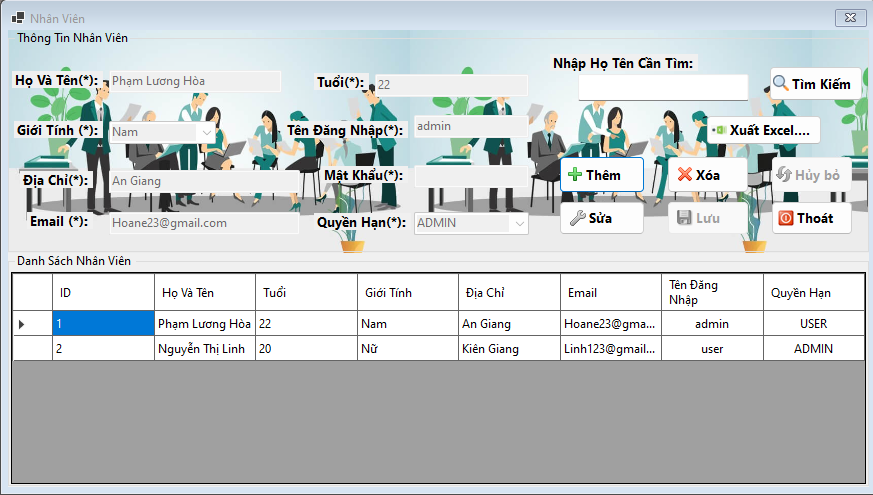 Nhân Viên
Thông Tin Nhân Viên
Họ Và Tên(*): Phạm Lương Hòa Tuổi(*): 22 Nhập Họ Tên Cần Tìm: Tìm Kiếm
Giới Tính (*): Nam Tên Đăng Nhập(*): admin Xuất Excel....
Địa Chỉ(*): An Giang Mật Khẩu(*): Thêm Xóa Hủy bỏ
Email (*): Hoane23@gmail.com Quyền Hạn(*): ADMIN Sửa Lưu Thoát
Danh Sách Nhân Viên
ID Họ Và Tên Tuổi Giới Tính Địa Chỉ Email Tên Đăng Nhập Quyền Hạn
1 Phạm Lương Hòa 22 Nam An Giang Hoane23@gma... admin USER
2 Nguyễn Thị Linh 20 Nữ Kiên Giang Linh123@gmail... user ADMIN